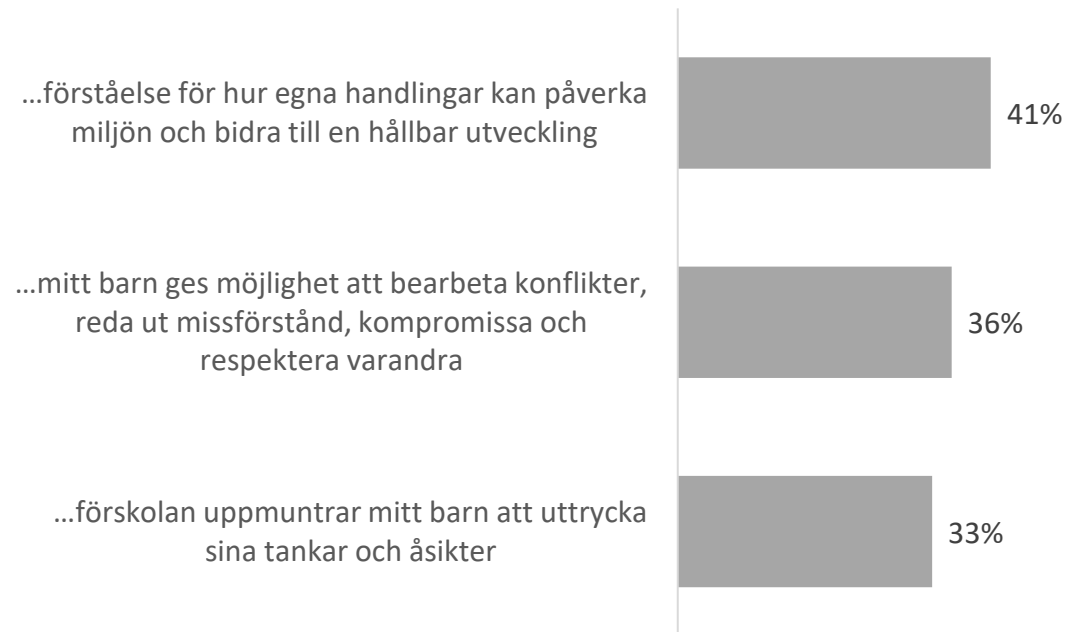 ...förståelse för hur egna handlingar kan påverka
miljön och bidra till en hållbar utveckling
41%
...mitt barn ges möjlighet att bearbeta konflikter,
reda ut missförstånd, kompromissa och
respektera varandra
36%
...förskolan uppmuntrar mitt barn att uttrycka
sina tankar och åsikter
33%